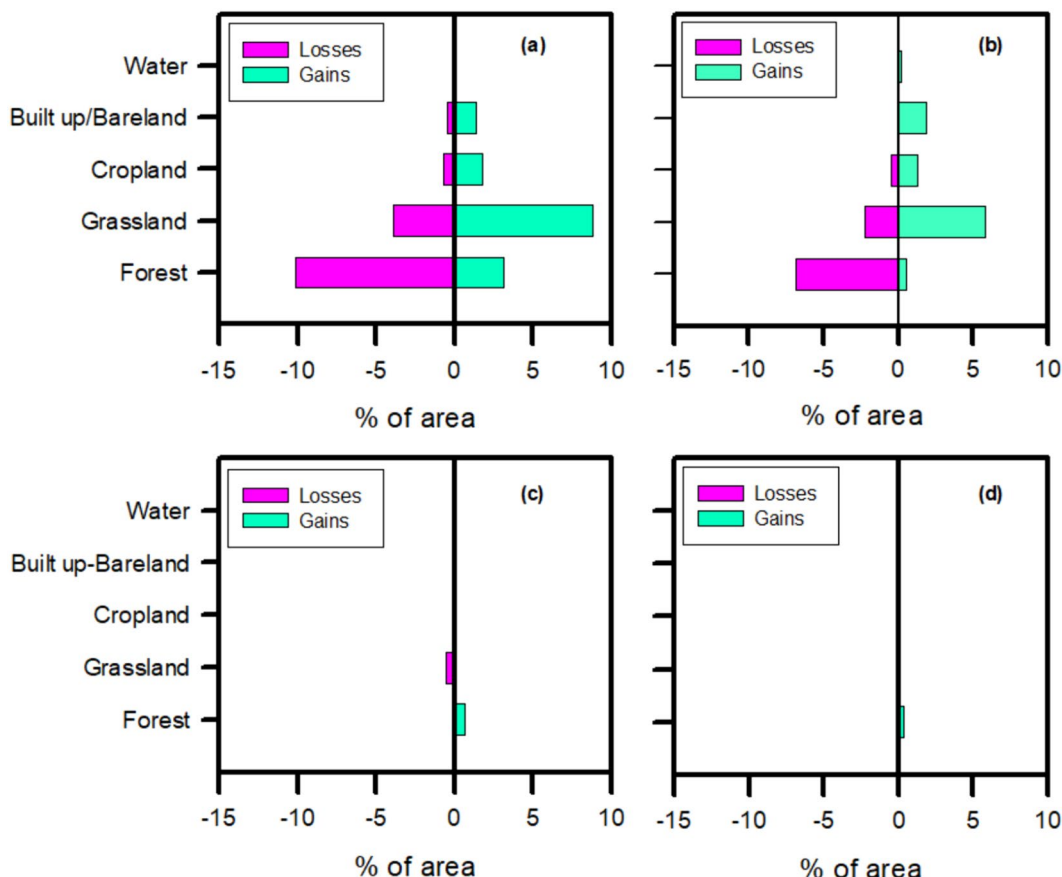 Losses
Gains
(a)
Water
Built up/Bareland
Cropland
Grassland
Forest
-15 -10 -5 0 5 10
% of area
Losses
Gains
(b)
-15 -10 -5 0 5 10
% of area
Losses
Gains
(c)
Water
Built up-Bareland
Cropland
Grassland
Forest
-15 -10 -5 0 5 10
% of area
Losses
Gains
(d)
-15 -10 -5 0 5 10
% of area